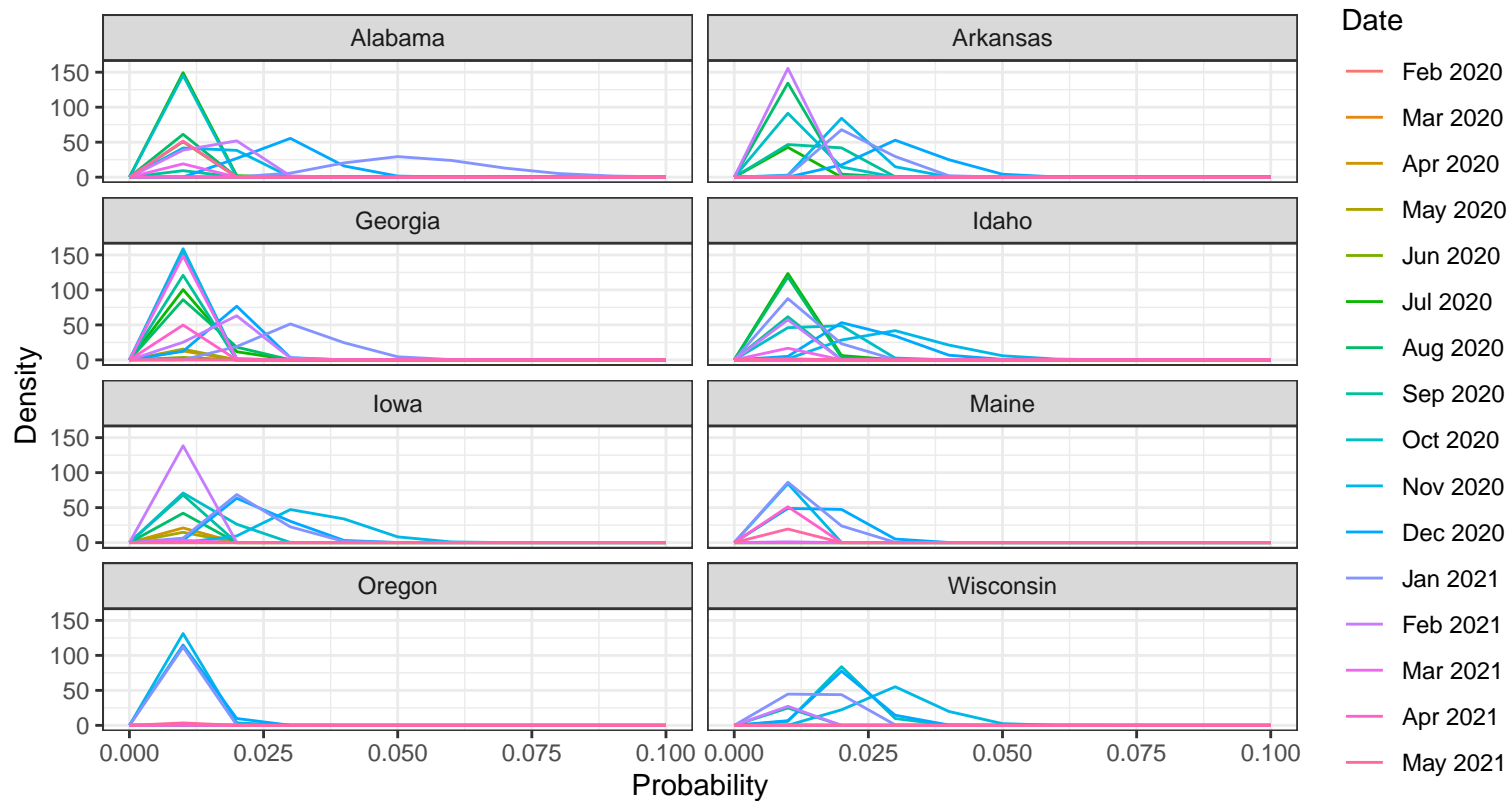 Alabama
Arkansas
150
100
50
0
Georgia
Idaho
150
100
50
0
Iowa
Maine
150
100
50
0
Oregon
Wisconsin
150
100
50
0
0.000 0.025 0.050 0.075 0.100
0.000 0.025 0.050 0.075 0.100
Probability
Density
Date
Feb 2020
Mar 2020
Apr 2020
May 2020
Jun 2020
Jul 2020
Aug 2020
Sep 2020
Oct 2020
Nov 2020
Dec 2020
Jan 2021
Feb 2021
Mar 2021
Apr 2021
May 2021